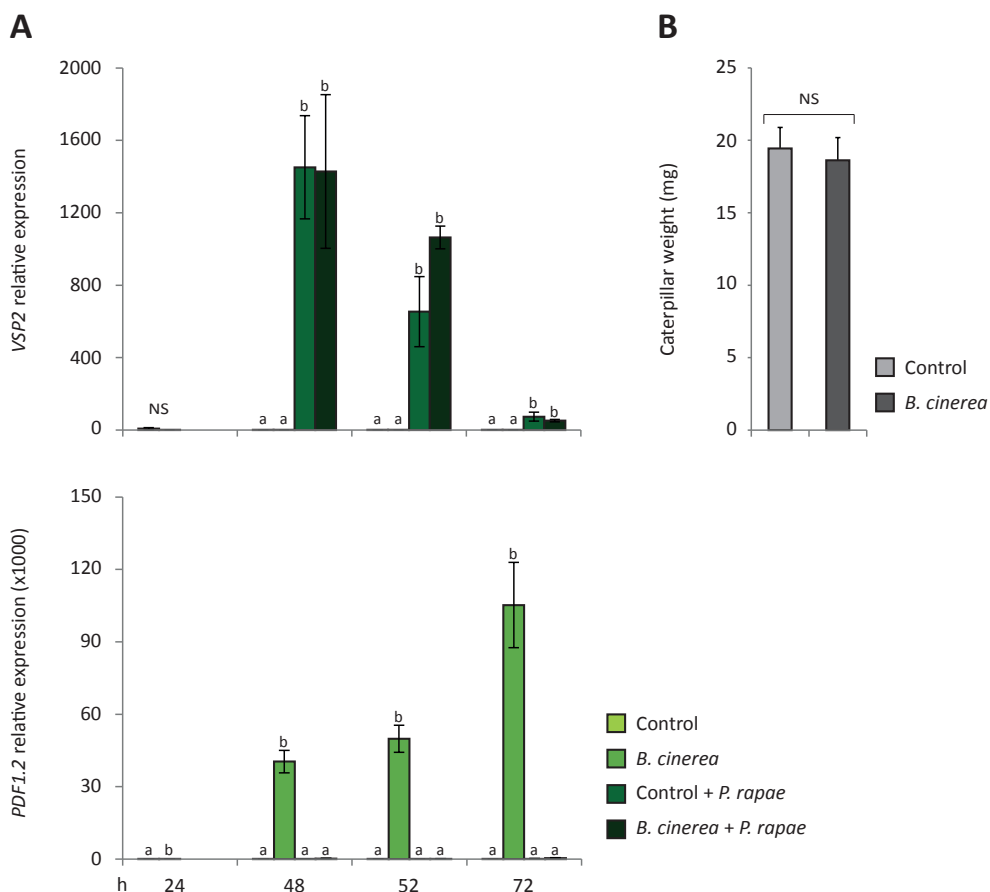 A
VSP2 relative expression
2000
1600
1200
800
400
0
NS
a a b b
a a b b
a a b b
B
Caterpillar weight (mg)
25
20
15
10
5
0
NS
Control
B. cinerea
PDF1.2 relative expression (x1000)
150
120
90
60
30
0
a b
a b a a
a b a a
a b a a
h 24 48 52 72
Control
B. cinerea
Control + P. rapae
B. cinerea + P. rapae